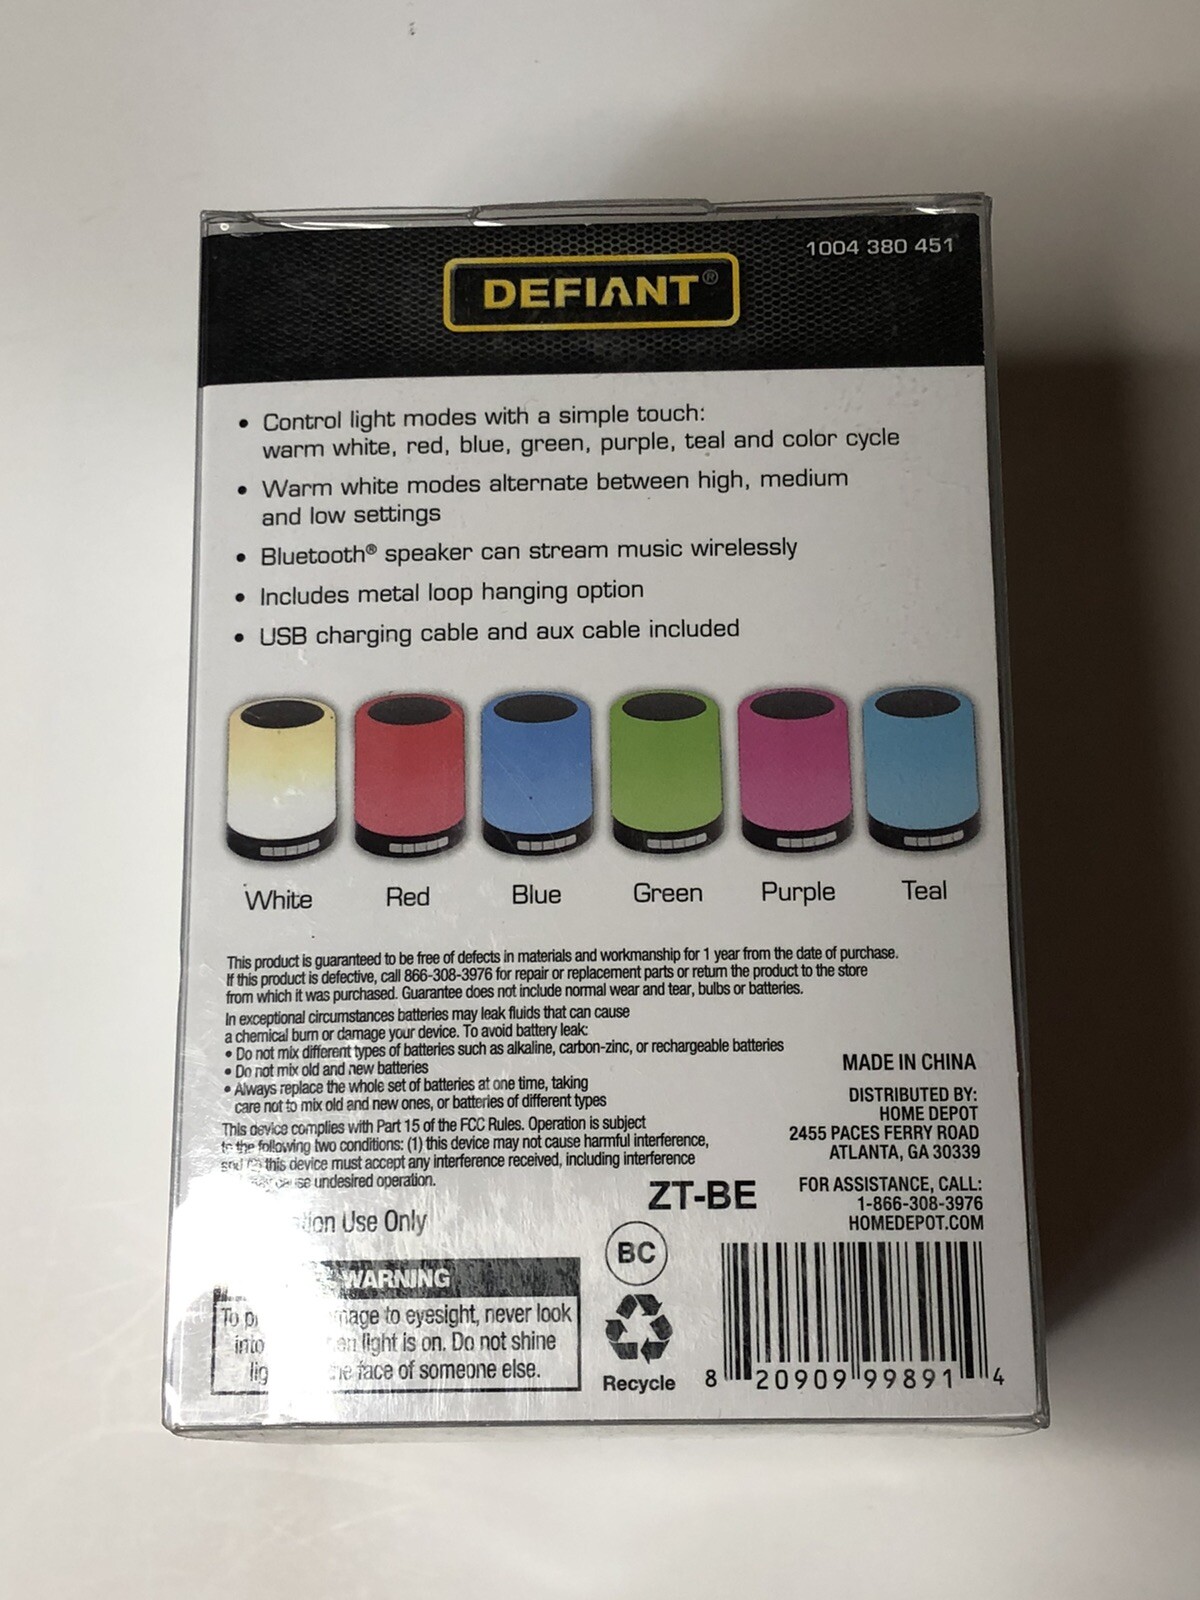 1004 380 451
DEFIANT®
• Control light modes with a simple touch:
warm white, red, blue, green, purple, teal and color cycle
• Warm white modes alternate between high, medium
and low settings
• Bluetooth® speaker can stream music wirelessly
• Includes metal loop hanging option
• USB charging cable and aux cable included
White Red Blue Green Purple Teal
This product is guaranteed to be free of defects in materials and workmanship for 1 year from the date of purchase.
If this product is defective, call 866-308-3976 for repair or replacement parts or return the product to the store
from which it was purchased. Guarantee does not include normal wear and tear, bulbs or batteries.
In exceptional circumstances batteries may leak fluids that can cause
a chemical burn or damage your device. To avoid battery leak:
• Do not mix different types of batteries such as alkaline, carbon-zinc, or rechargeable batteries
• Do not mix old and new batteries
• Always replace the whole set of batteries at one time, taking
care not to mix old and new ones, or batteries of different types
This device complies with Part 15 of the FCC Rules. Operation is subject
to the following two conditions: (1) this device may not cause harmful interference,
and (2) this device must accept any interference received, including interference
cause undesired operation.
Use Only
WARNING
To eyesight, never look
into light is on. Do not shine
face of someone else.
MADE IN CHINA
DISTRIBUTED BY:
HOME DEPOT
2455 PACES FERRY ROAD
ATLANTA, GA 30339
FOR ASSISTANCE, CALL:
1-866-308-3976
HOMEDEPOT.COM
ZT-BE
BC
Recycle
8 20909 99891 4